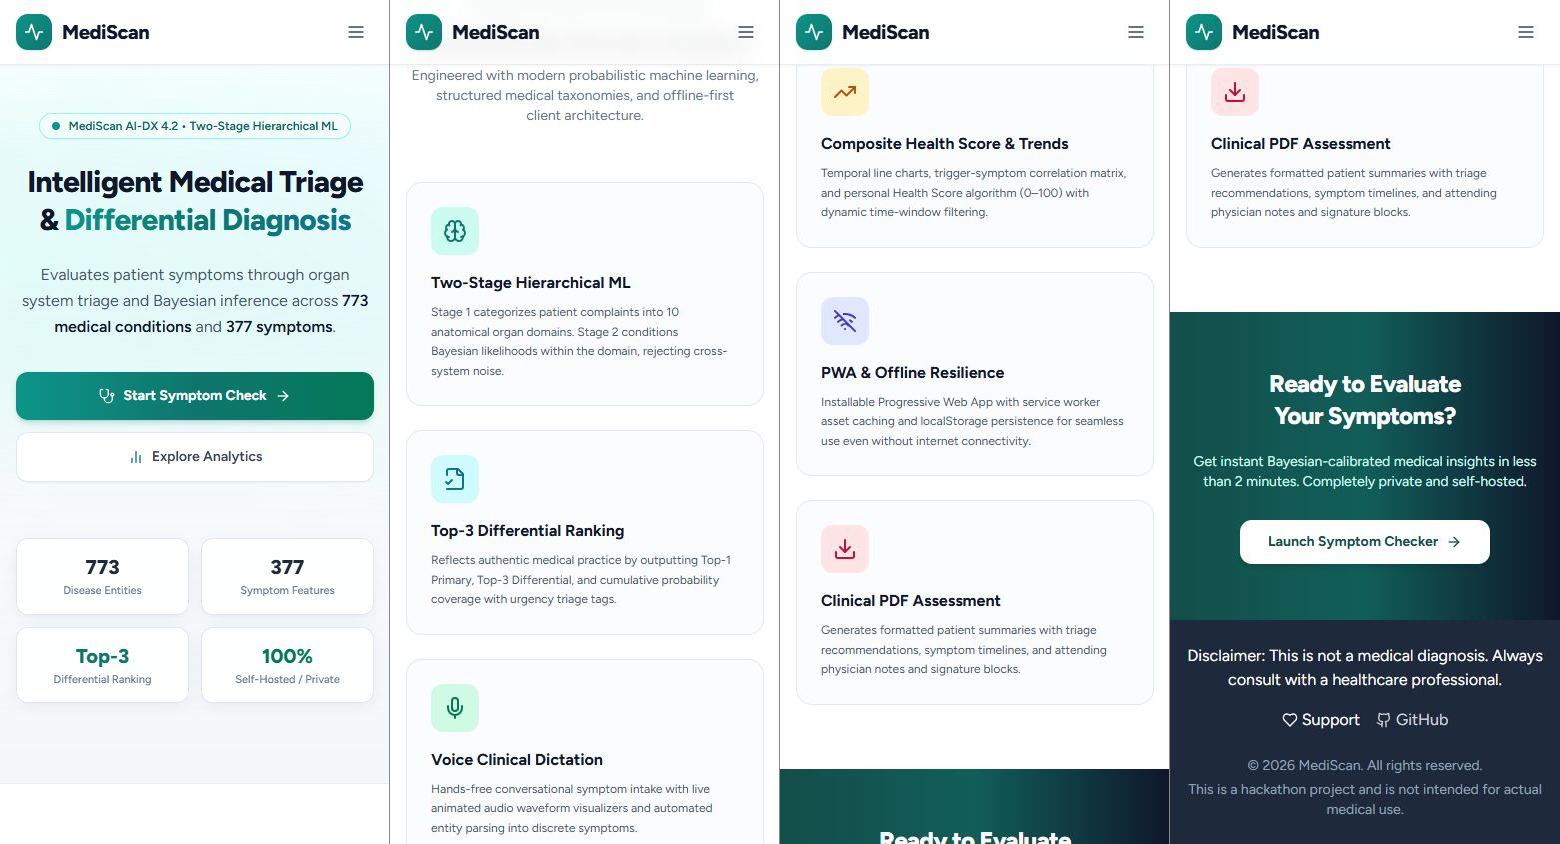 MediScan
MediScan AI-DX 4.2 • Two-Stage Hierarchical ML
Intelligent Medical Triage
& Differential Diagnosis
Evaluates patient symptoms through organ
system triage and Bayesian inference across 773
medical conditions and 377 symptoms.
Start Symptom Check →
Explore Analytics
773
Disease Entities
377
Symptom Features
Top-3
Differential Ranking
100%
Self-Hosted / Private
MediScan
Engineered with modern probabilistic machine learning,
structured medical taxonomies, and offline-first
client architecture.
Two-Stage Hierarchical ML
Stage 1 categorizes patient complaints into 10
anatomical organ domains. Stage 2 conditions
Bayesian likelihoods within the domain, rejecting cross-
system noise.
Top-3 Differential Ranking
Reflects authentic medical practice by outputting Top-1
Primary, Top-3 Differential, and cumulative probability
coverage with urgency triage tags.
Voice Clinical Dictation
Hands-free conversational symptom intake with live
animated audio waveform visualizers and automated
entity parsing into discrete symptoms.
MediScan
Composite Health Score & Trends
Temporal line charts, trigger-symptom correlation matrix,
and personal Health Score algorithm (0–100) with
dynamic time-window filtering.
PWA & Offline Resilience
Installable Progressive Web App with service worker
asset caching and localStorage persistence for seamless
use even without internet connectivity.
Clinical PDF Assessment
Generates formatted patient summaries with triage
recommendations, symptom timelines, and attending
physician notes and signature blocks.
Ready to Evaluate
MediScan
Clinical PDF Assessment
Generates formatted patient summaries with triage
recommendations, symptom timelines, and attending
physician notes and signature blocks.
Ready to Evaluate
Your Symptoms?
Get instant Bayesian-calibrated medical insights in less
than 2 minutes. Completely private and self-hosted.
Launch Symptom Checker →
Disclaimer: This is not a medical diagnosis. Always
consult with a healthcare professional.
Support GitHub
© 2026 MediScan. All rights reserved.
This is a hackathon project and is not intended for actual
medical use.